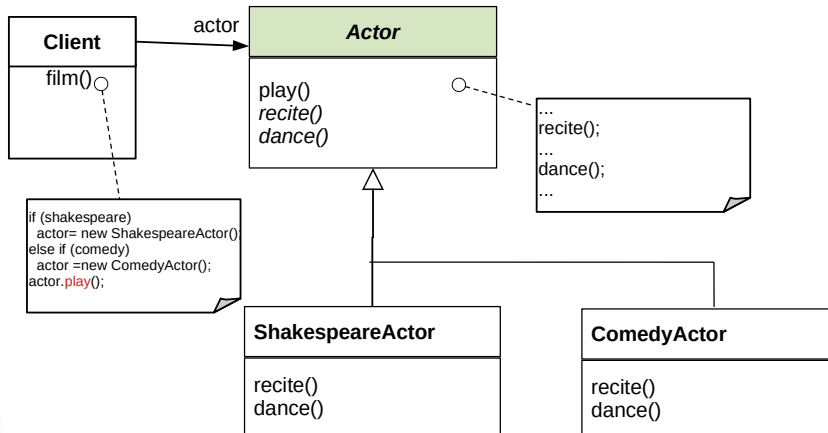 Client
film()
actor
Actor
play()
recite()
dance()
...
recite();
...
dance();
...
if (shakespeare)
actor= new ShakespeareActor();
else if (comedy)
actor =new ComedyActor();
actor.play();
ShakespeareActor
recite()
dance()
ComedyActor
recite()
dance()